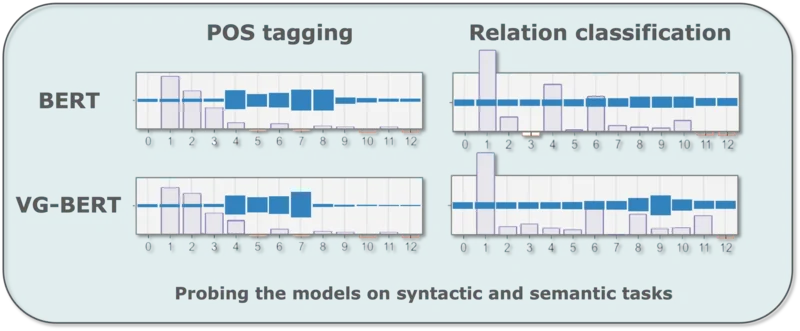 POS tagging Relation classification
BERT
0 1 2 3 4 5 6 7 8 9 10 11 12 0 1 2 3 4 5 6 7 8 9 10 11 12
VG-BERT
0 1 2 3 4 5 6 7 8 9 10 11 12 0 1 2 3 4 5 6 7 8 9 10 11 12
Probing the models on syntactic and semantic tasks